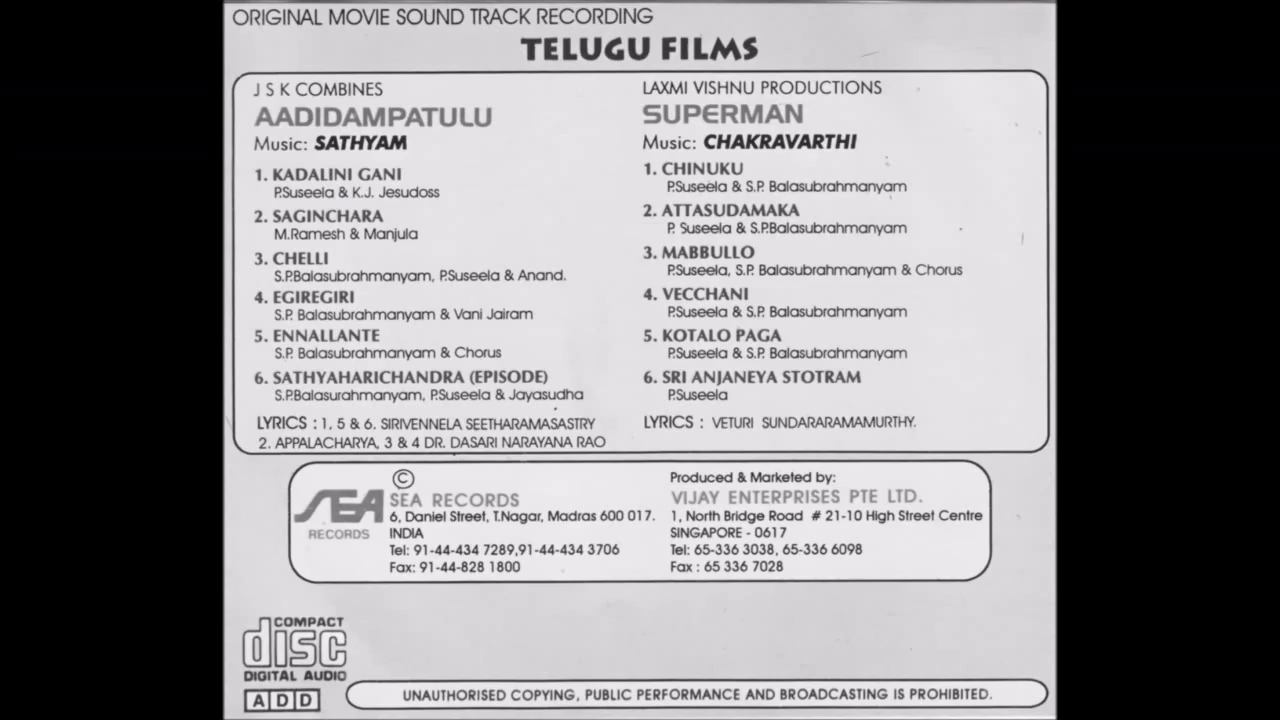 ORIGINAL MOVIE SOUND TRACK RECORDING
TELUGU FILMS
J S K COMBINES
AADIDAMPATULU
Music: SATHYAM
1. KADALINI GANI
P.Suseela & K.J. Jesudoss
2. SAGINCHARA
M.Ramesh & Manjula
3. CHELLI
S.P.Balasubrahmanyam, P.Suseela & Anand.
4. EGIREGIRI
S.P. Balasubrahmanyam & Vani Jairam
5. ENNALLANTE
S.P. Balasubrahmanyam & Chorus
6. SATHYAHARICHANDRA (EPISODE)
S.P.Balasurahmanyam, P.Suseela & Jayasudha
LYRICS : 1, 5 & 6. SIRIVENNELA SEETHARAMASASTRY
2. APPALACHARYA, 3 & 4 DR. DASARI NARAYANA RAO
LAXMI VISHNU PRODUCTIONS
SUPERMAN
Music: CHAKRAVARTHI
1. CHINUKU
P.Suseela & S.P. Balasubrahmanyam
2. ATTASUDAMAKA
P. Suseela & S.P.Balasubrahmanyam
3. MABBULLO
P.Suseela, S.P. Balasubrahmanyam & Chorus
4. VECCHANI
P.Suseela & S.P. Balasubrahmanyam
5. KOTALO PAGA
P.Suseela & S.P. Balasubrahmanyam
6. SRI ANJANEYA STOTRAM
P.Suseela
LYRICS : VETURI SUNDARARAMAMURTHY.
SEA
RECORDS
©
SEA RECORDS
6, Daniel Street, T.Nagar, Madras 600 017.
INDIA
Tel: 91-44-434 7289,91-44-434 3706
Fax: 91-44-828 1800
Produced & Marketed by:
VIJAY ENTERPRISES PTE LTD.
1, North Bridge Road # 21-10 High Street Centre
SINGAPORE - 0617
Tel: 65-336 3038, 65-336 6098
Fax : 65 336 7028
COMPACT
disc
DIGITAL AUDIO
A D D
UNAUTHORISED COPYING, PUBLIC PERFORMANCE AND BROADCASTING IS PROHIBITED.